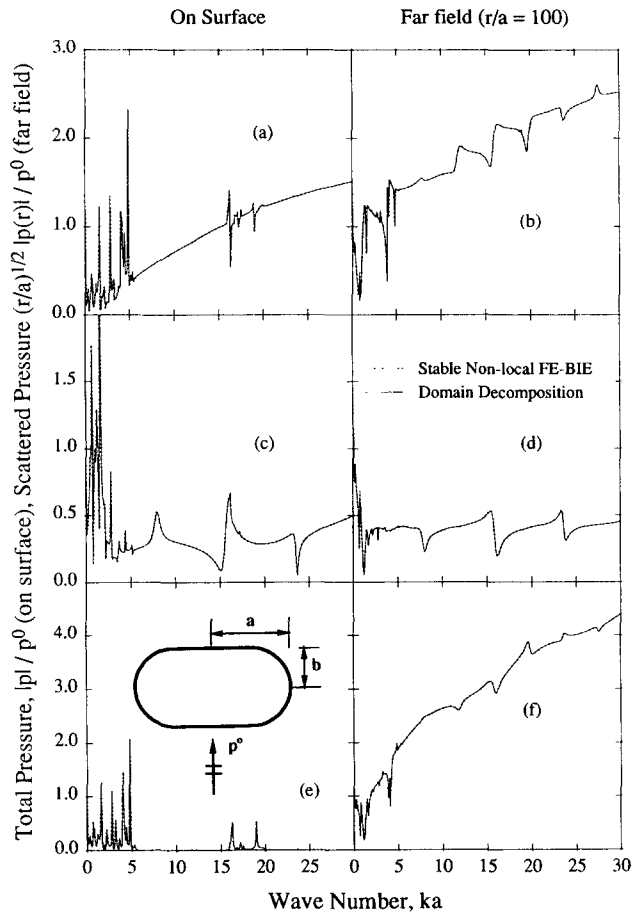 On Surface
Far field (r/a = 100)
Total Pressure, |p| / p⁰ (on surface), Scattered Pressure (r/a)^1/2 |p(r)| / p⁰ (far field)
3.0
2.0
1.0
0.0
(a)
(b)
1.5
1.0
0.5
0.0
(c)
Stable Non-local FE-BIE
Domain Decomposition
(d)
4.0
3.0
2.0
1.0
0.0
a
b
p⁰
(e)
(f)
0 5 10 15 20 25
0 5 10 15 20 25 30
Wave Number, ka